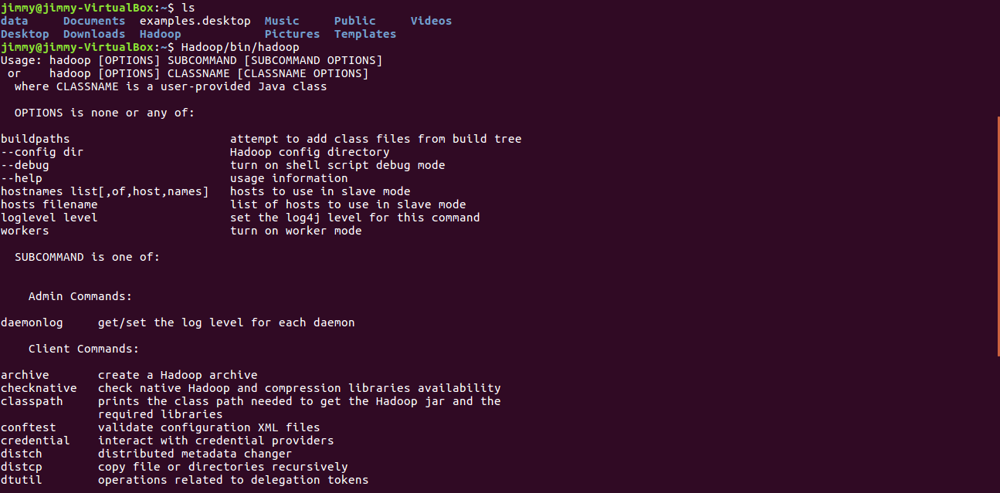 jimmy@jimmy-VirtualBox:~$ ls
data     Documents  examples.desktop  Music     Public     Videos
Desktop  Downloads  Hadoop            Pictures  Templates
jimmy@jimmy-VirtualBox:~$ Hadoop/bin/hadoop
Usage: hadoop [OPTIONS] SUBCOMMAND [SUBCOMMAND OPTIONS]
 or    hadoop [OPTIONS] CLASSNAME [CLASSNAME OPTIONS]
  where CLASSNAME is a user-provided Java class
  OPTIONS is none or any of:
buildpaths                       attempt to add class files from build tree
--config dir                     Hadoop config directory
--debug                          turn on shell script debug mode
--help                           usage information
hostnames list[,of,host,names]   hosts to use in slave mode
hosts filename                   list of hosts to use in slave mode
loglevel level                   set the log4j level for this command
workers                          turn on worker mode
  SUBCOMMAND is one of:
    Admin Commands:
daemonlog     get/set the log level for each daemon
    Client Commands:
archive       create a Hadoop archive
checknative   check native Hadoop and compression libraries availability
classpath     prints the class path needed to get the Hadoop jar and the
              required libraries
conftest      validate configuration XML files
credential    interact with credential providers
distch        distributed metadata changer
distcp        copy file or directories recursively
dtutil        operations related to delegation tokens